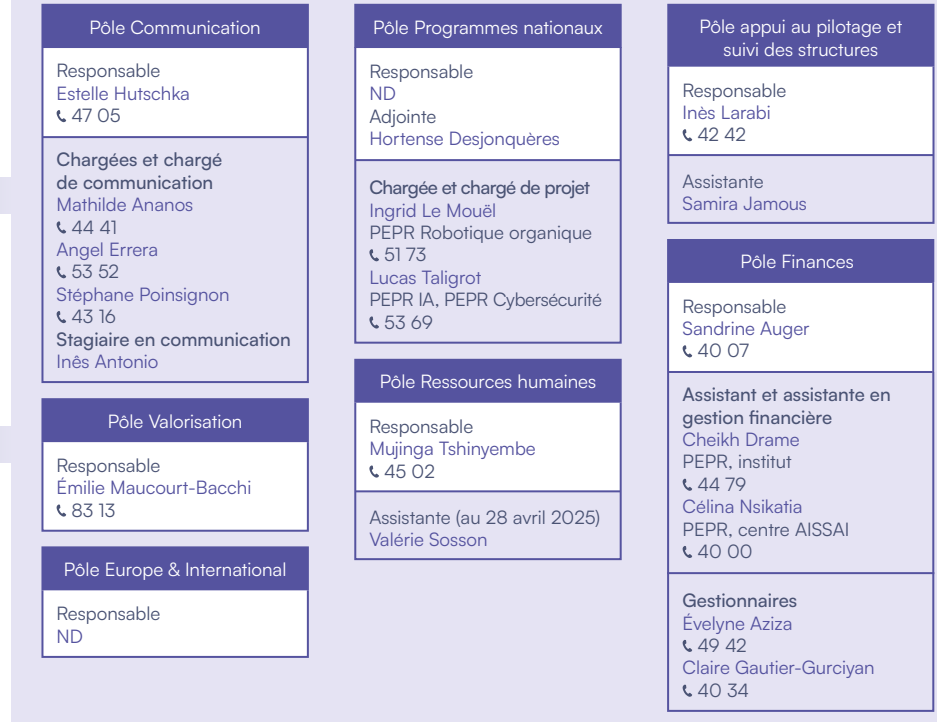 Pôle Communication
Responsable
Estelle Hutschka
47 05
Chargées et chargé
de communication
Mathilde Ananos
44 41
Angel Errera
53 52
Stéphane Poinsignon
43 16
Stagiaire en communication
Inês Antonio
Pôle Valorisation
Responsable
Émilie Maucourt-Bacchi
83 13
Pôle Europe & International
Responsable
ND
Pôle Programmes nationaux
Responsable
ND
Adjointe
Hortense Desjonquères
Chargée et chargé de projet
Ingrid Le Mouël
PEPR Robotique organique
51 73
Lucas Taligrot
PEPR IA, PEPR Cybersécurité
53 69
Pôle Ressources humaines
Responsable
Mujinga Tshinyembe
45 02
Assistante (au 28 avril 2025)
Valérie Sosson
Pôle appui au pilotage et
suivi des structures
Responsable
Inès Larabi
42 42
Assistante
Samira Jamous
Pôle Finances
Responsable
Sandrine Auger
40 07
Assistant et assistante en
gestion financière
Cheikh Drame
PEPR, institut
44 79
Célina Nsikatia
PEPR, centre AISSAI
40 00
Gestionnaires
Évelyne Aziza
49 42
Claire Gautier-Gurciyan
40 34